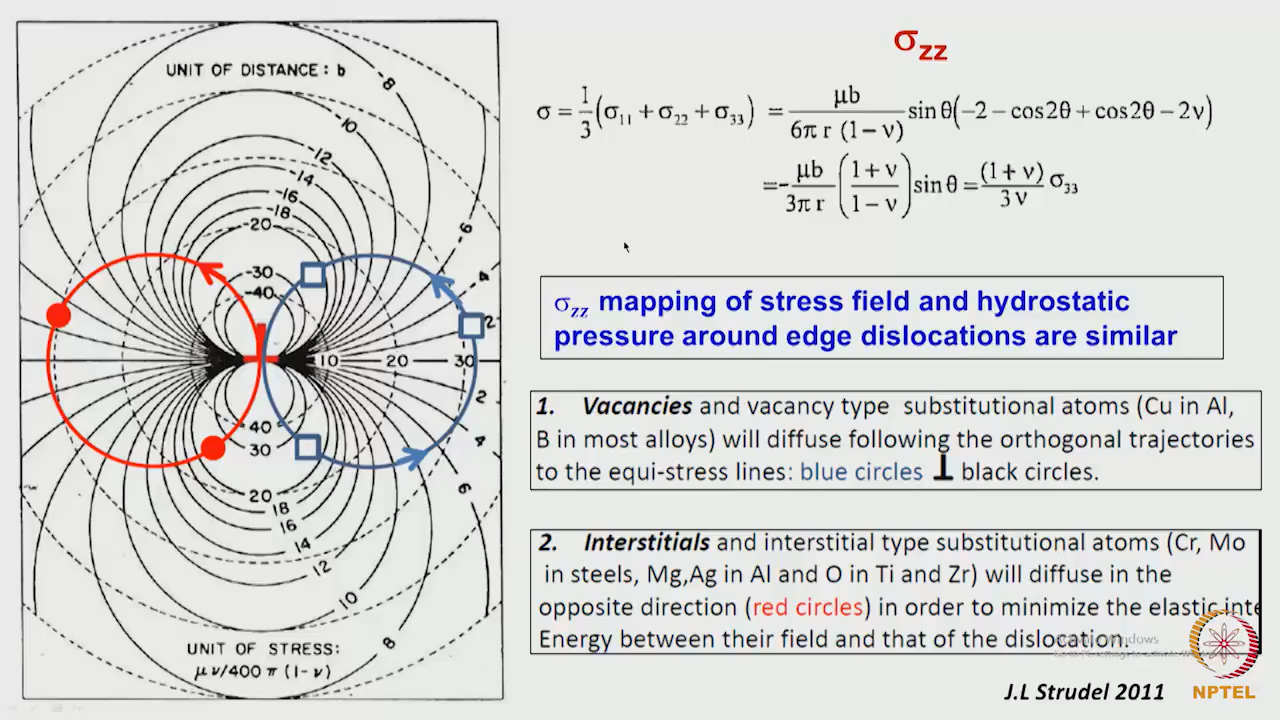 σzz
UNIT OF DISTANCE: b
-8
-10
-12
-14
-16
-18
-20
-6
-30
-40
4
2
10 20 30
2
40
30
4
6
20
18
16
14
12
10
8
UNIT OF STRESS:
μν/400 π (1-ν)
σ = 1/3 (σ11 + σ22 + σ33) = μb / 6π r (1 − ν) sin θ(−2 − cos2θ + cos2θ − 2ν)
=- μb / 3π r (1 + ν / 1 − ν) sin θ = (1 + ν) / 3 ν σ33
σzz mapping of stress field and hydrostatic
pressure around edge dislocations are similar
1. Vacancies and vacancy type substitutional atoms (Cu in Al,
B in most alloys) will diffuse following the orthogonal trajectories
to the equi-stress lines: blue circles ⊥ black circles.
2. Interstitials and interstitial type substitutional atoms (Cr, Mo
in steels, Mg,Ag in Al and O in Ti and Zr) will diffuse in the
opposite direction (red circles) in order to minimize the elastic inte
Energy between their field and that of the dislocation.
J.L Strudel 2011
NPTEL